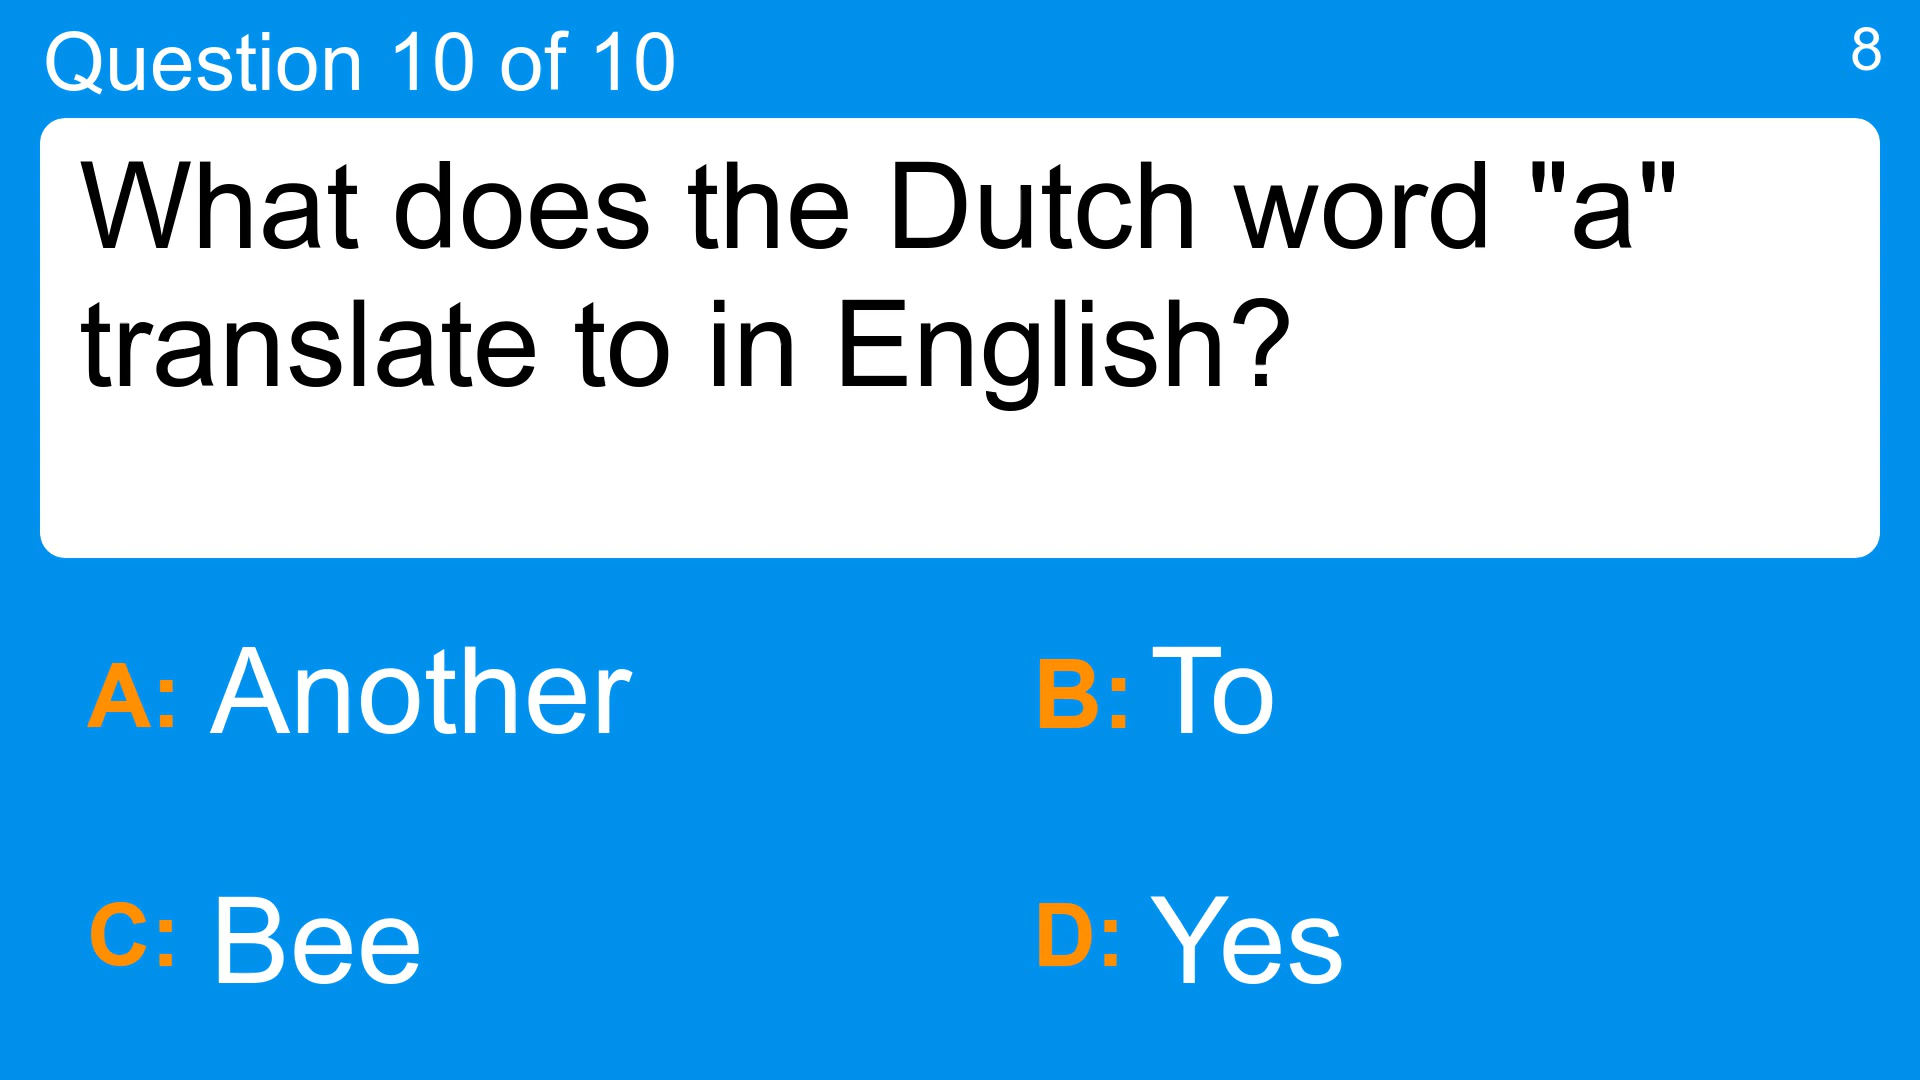 Question 10 of 10
8
What does the Dutch word "a"
translate to in English?
A: Another
B: To
C: Bee
D: Yes